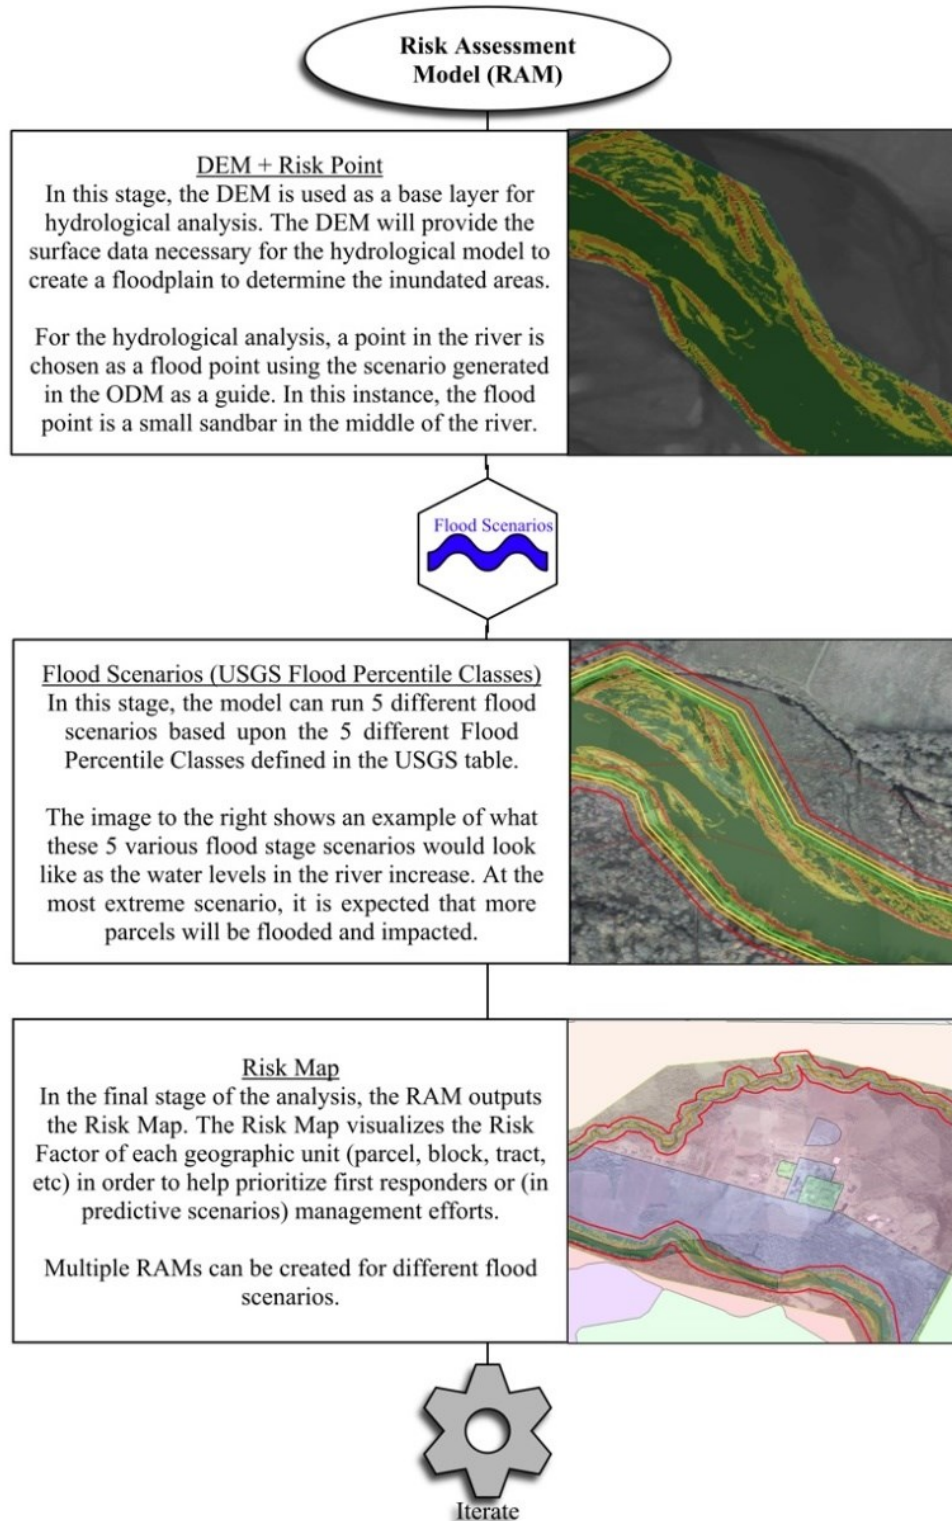 Risk Assessment
Model (RAM)
DEM + Risk Point
In this stage, the DEM is used as a base layer for
hydrological analysis. The DEM will provide the
surface data necessary for the hydrological model to
create a floodplain to determine the inundated areas.
For the hydrological analysis, a point in the river is
chosen as a flood point using the scenario generated
in the ODM as a guide. In this instance, the flood
point is a small sandbar in the middle of the river.
Flood Scenarios
Flood Scenarios (USGS Flood Percentile Classes)
In this stage, the model can run 5 different flood
scenarios based upon the 5 different Flood
Percentile Classes defined in the USGS table.
The image to the right shows an example of what
these 5 various flood stage scenarios would look
like as the water levels in the river increase. At the
most extreme scenario, it is expected that more
parcels will be flooded and impacted.
Risk Map
In the final stage of the analysis, the RAM outputs
the Risk Map. The Risk Map visualizes the Risk
Factor of each geographic unit (parcel, block, tract,
etc) in order to help prioritize first responders or (in
predictive scenarios) management efforts.
Multiple RAMs can be created for different flood
scenarios.
Iterate